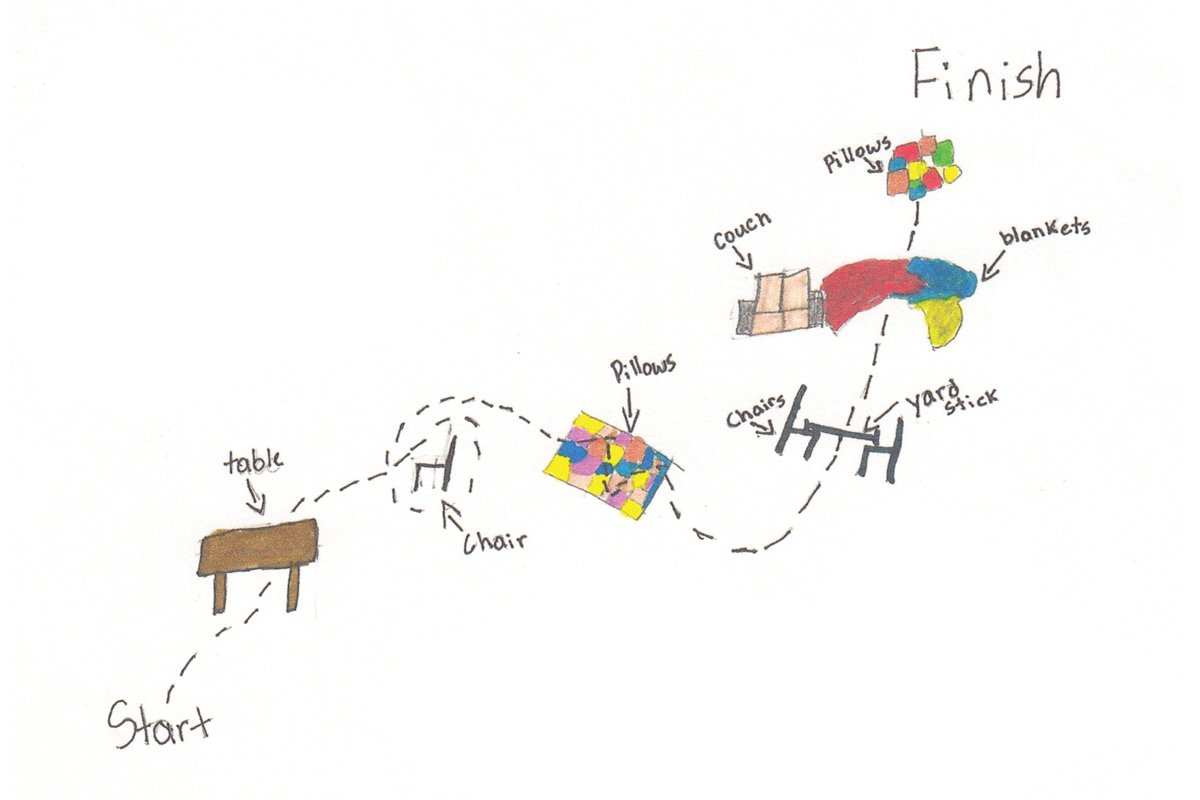 Finish
Pillows
couch
blankets
Pillows
chairs
yard
stick
table
Chair
Start